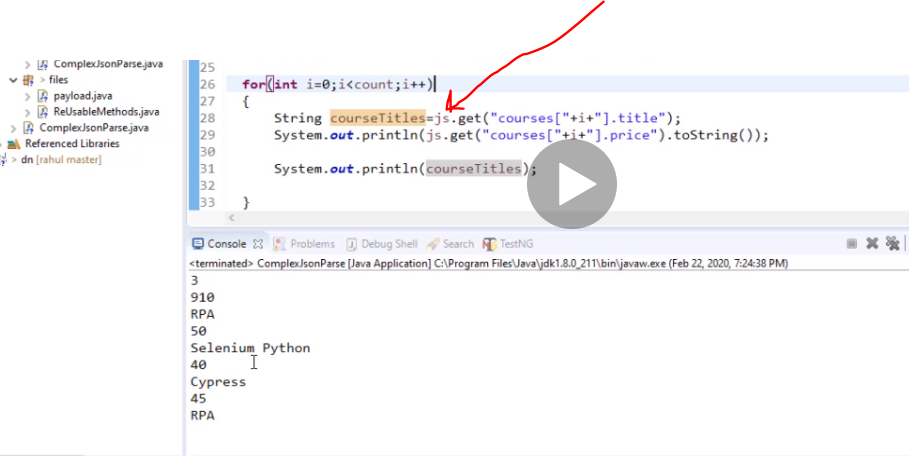 ComplexJsonParse.java
> files
payload.java
ReUsableMethods.java
ComplexJsonParse.java
Referenced Libraries
> dn [rahul master]
25
26 for(int i=0;i<count;i++)
27 {
28 String courseTitles=js.get("courses["+i+"].title");
29 System.out.println(js.get("courses["+i+"].price").toString());
30
31 System.out.println(courseTitles);
32
33 }
Console Problems Debug Shell Search TestNG
<terminated> ComplexJsonParse [Java Application] C:\Program Files\Java\jdk1.8.0_211\bin\javaw.exe (Feb 22, 2020, 7:24:38 PM)
3
910
RPA
50
Selenium Python
40
Cypress
45
RPA